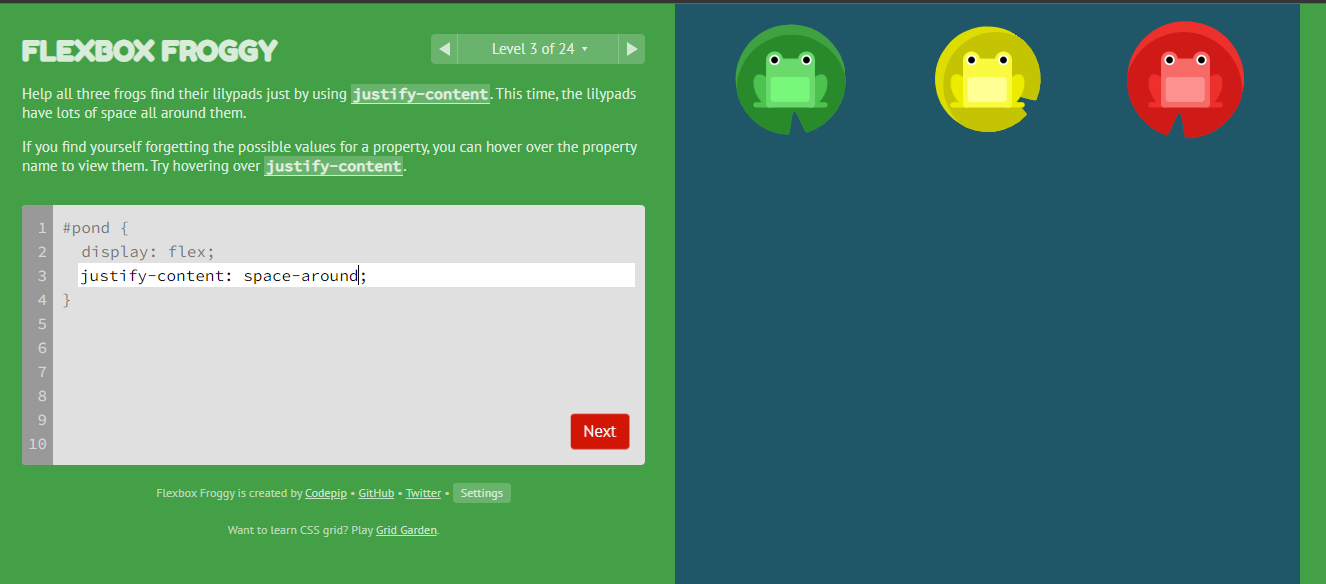 FLEXBOX FROGGY
Level 3 of 24
Help all three frogs find their lilypads just by using justify-content. This time, the lilypads
have lots of space all around them.
If you find yourself forgetting the possible values for a property, you can hover over the property
name to view them. Try hovering over justify-content.
1 #pond {
2 display: flex;
3 justify-content: space-around;
4 }
5
6
7
8
9
10
Next
Flexbox Froggy is created by Codepip • GitHub • Twitter • Settings
Want to learn CSS grid? Play Grid Garden.